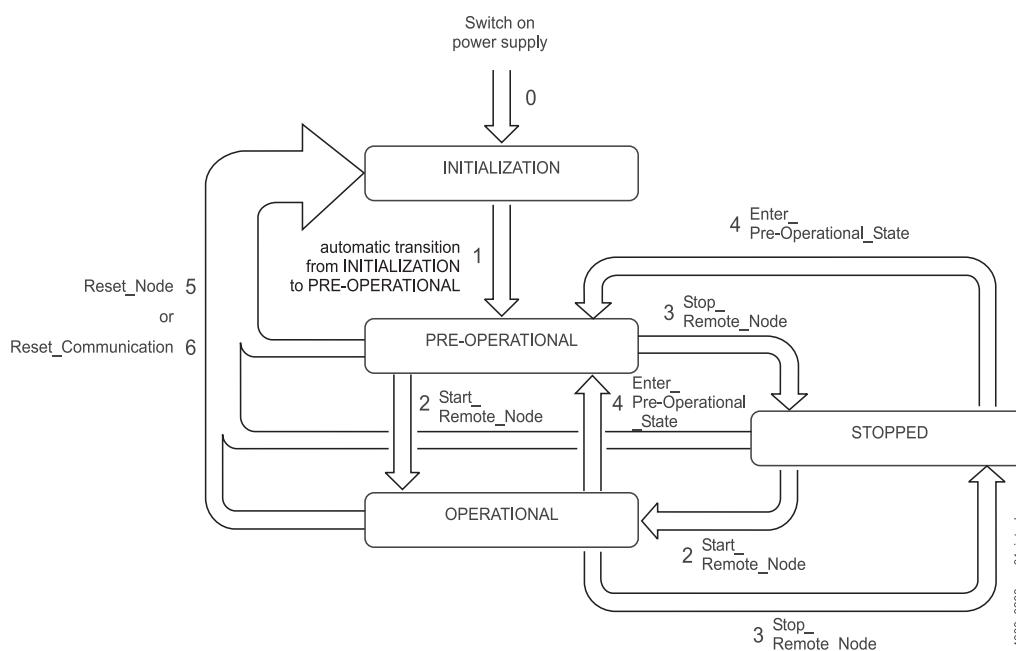 Switch on
power supply
0
INITIALIZATION
4 Enter_
Pre-Operational_State
automatic transition
from INITIALIZATION
to PRE-OPERATIONAL
1
Reset_Node 5
or
Reset_Communication 6
3 Stop_
Remote_Node
PRE-OPERATIONAL
2 Start_
Remote_Node
4 Enter_
Pre-Operational
_State
STOPPED
OPERATIONAL
2 Start_
Remote_Node
3 Stop_
Remote_Node